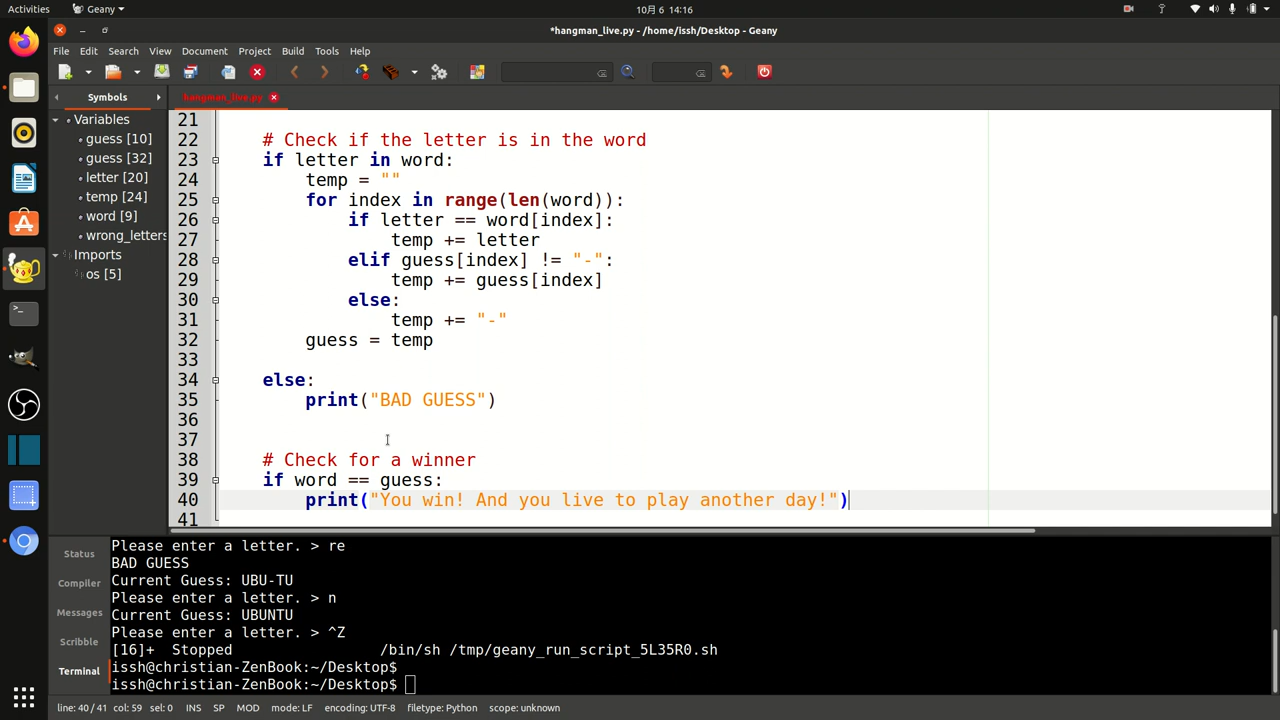 Activities
Geany
10月 6 14:16
*hangman_live.py - /home/issh/Desktop - Geany
File Edit Search View Document Project Build Tools Help
Symbols
hangman_live.py
Variables
guess [10]
guess [32]
letter [20]
temp [24]
word [9]
wrong_letters
Imports
os [5]
21
22 # Check if the letter is in the word
23 if letter in word:
24 temp = ""
25 for index in range(len(word)):
26 if letter == word[index]:
27 temp += letter
28 elif guess[index] != "-":
29 temp += guess[index]
30 else:
31 temp += "-"
32 guess = temp
33
34 else:
35 print("BAD GUESS")
36
37
38 # Check for a winner
39 if word == guess:
40 print("You win! And you live to play another day!")
41
Status
Compiler
Messages
Scribble
Terminal
Please enter a letter. > re
BAD GUESS
Current Guess: UBU-TU
Please enter a letter. > n
Current Guess: UBUNTU
Please enter a letter. > ^Z
[16]+ Stopped /bin/sh /tmp/geany_run_script_5L35R0.sh
issh@christian-ZenBook:~/Desktop$
issh@christian-ZenBook:~/Desktop$
line: 40 / 41 col: 59 sel: 0 INS SP MOD mode: LF encoding: UTF-8 filetype: Python scope: unknown